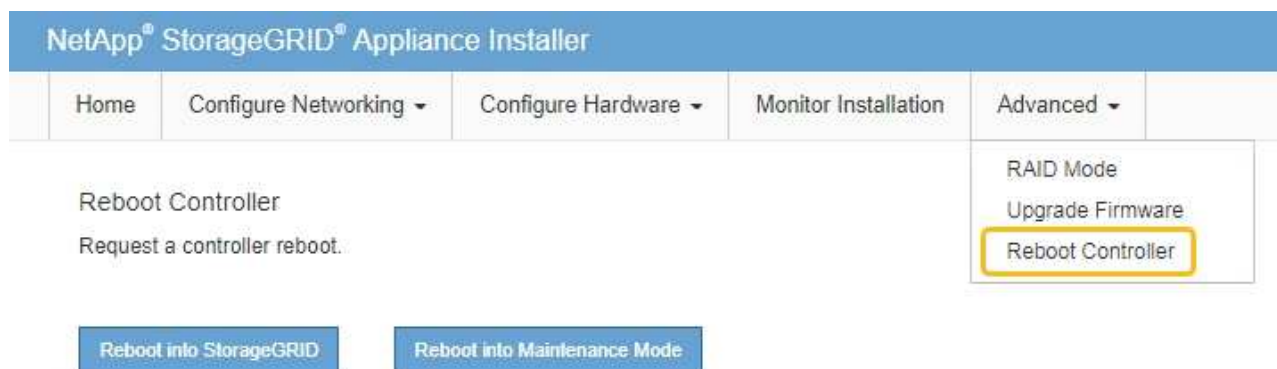 NetApp® StorageGRID® Appliance Installer
Home Configure Networking Configure Hardware Monitor Installation Advanced
RAID Mode
Upgrade Firmware
Reboot Controller
Reboot Controller
Request a controller reboot.
Reboot into StorageGRID Reboot into Maintenance Mode